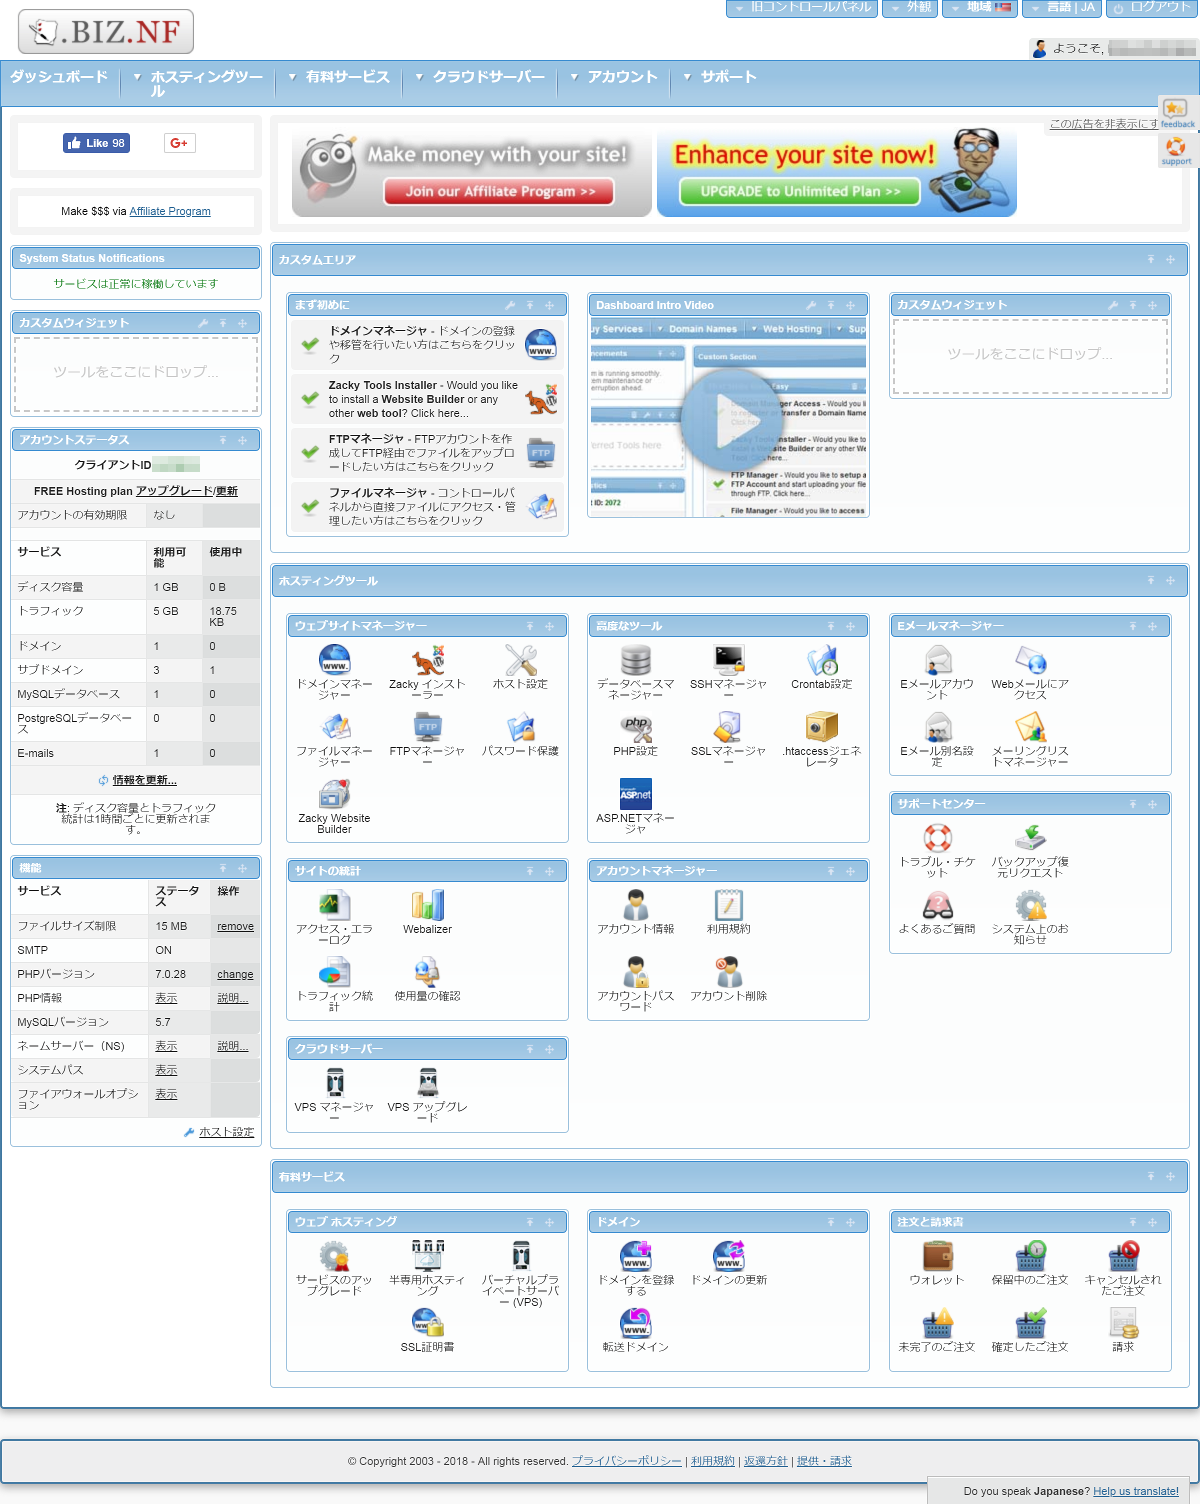 旧コントロールパネル
外観
地域
言語 | JA
ログアウト
.BIZ.NF
ようこそ,
ダッシュボード
ホスティングツール
有料サービス
クラウドサーバー
アカウント
サポート
feedback
support
Like 98
G+
Make $$$ via Affiliate Program
この広告を非表示にす
Make money with your site!
Join our Affiliate Program >>
Enhance your site now!
UPGRADE to Unlimited Plan >>
System Status Notifications
サービスは正常に稼働しています
カスタムウィジェット
ツールをここにドロップ...
アカウントステータス
クライアントID
FREE Hosting plan アップグレード/更新
アカウントの有効期限 なし
サービス 利用可能 使用中
ディスク容量 1 GB 0 B
トラフィック 5 GB 18.75 KB
ドメイン 1 0
サブドメイン 3 1
MySQLデータベース 1 0
PostgreSQLデータベース 0 0
E-mails 1 0
情報を更新...
注: ディスク容量とトラフィック
統計は1時間ごとに更新されま
す。
機能
サービス ステータス 操作
ファイルサイズ制限 15 MB remove
SMTP ON
PHPバージョン 7.0.28 change
PHP情報 表示 説明...
MySQLバージョン 5.7
ネームサーバー（NS） 表示 説明...
システムパス 表示
ファイアウォールオプション 表示
ホスト設定
カスタムエリア
まず初めに
ドメインマネージャ - ドメインの登録
や移管を行いたい方はこちらをクリッ
ク
Zacky Tools Installer - Would you like
to install a Website Builder or any
other web tool? Click here...
FTPマネージャ - FTPアカウントを作
成してFTP経由でファイルをアップロ
ードしたい方はこちらをクリック
ファイルマネージャ - コントロールパ
ネルから直接ファイルにアクセス・管
理したい方はこちらをクリック
Dashboard Intro Video
uy Services
Domain Names
Web Hosting
Sup
ncements
Custom Section
m is running smoothly.
tem maintenance or
erruption ahead.
rred Tools here
tics
t ID: 2072
FTP Manager - Would you like to setup a
FTP Account and start uploading your file
through FTP. Click here...
File Manager - Would you like to access
カスタムウィジェット
ツールをここにドロップ...
ホスティングツール
ウェブサイトマネージャー
ドメインマネージャー
Zacky インストーラー
ホスト設定
ファイルマネージャー
FTPマネージャー
パスワード保護
Zacky Website Builder
高度なツール
データベースマネージャー
SSHマネージャー
Crontab設定
PHP設定
SSLマネージャー
.htaccessジェネレータ
ASP.NETマネージャ
Eメールマネージャー
Eメールアカウント
Webメールにアクセス
Eメール別名設定
メーリングリストマネージャー
サポートセンター
トラブル・チケット
バックアップ復元リクエスト
よくあるご質問
システム上のお知らせ
サイトの統計
アクセス・エラーログ
Webalizer
トラフィック統計
使用量の確認
アカウントマネージャー
アカウント情報
利用規約
アカウントパスワード
アカウント削除
クラウドサーバー
VPS マネージャー
VPS アップグレード
有料サービス
ウェブ ホスティング
サービスのアップグレード
半専用ホスティング
バーチャルプライベートサーバー (VPS)
SSL証明書
ドメイン
ドメインを登録する
ドメインの更新
転送ドメイン
注文と請求書
ウォレット
保留中のご注文
キャンセルされたご注文
未完了のご注文
確定したご注文
請求
© Copyright 2003 - 2018 - All rights reserved. プライバシーポリシー | 利用規約 | 返還方針 | 提供・請求
Do you speak Japanese? Help us translate!